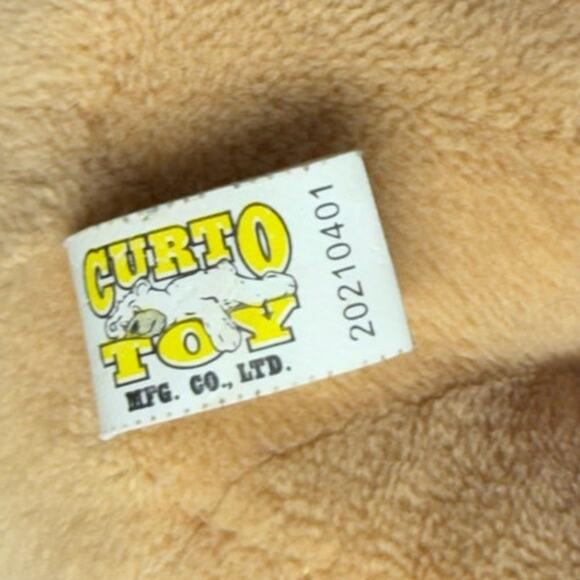 CURTO
TOY
MFG. CO., LTD.
20210401